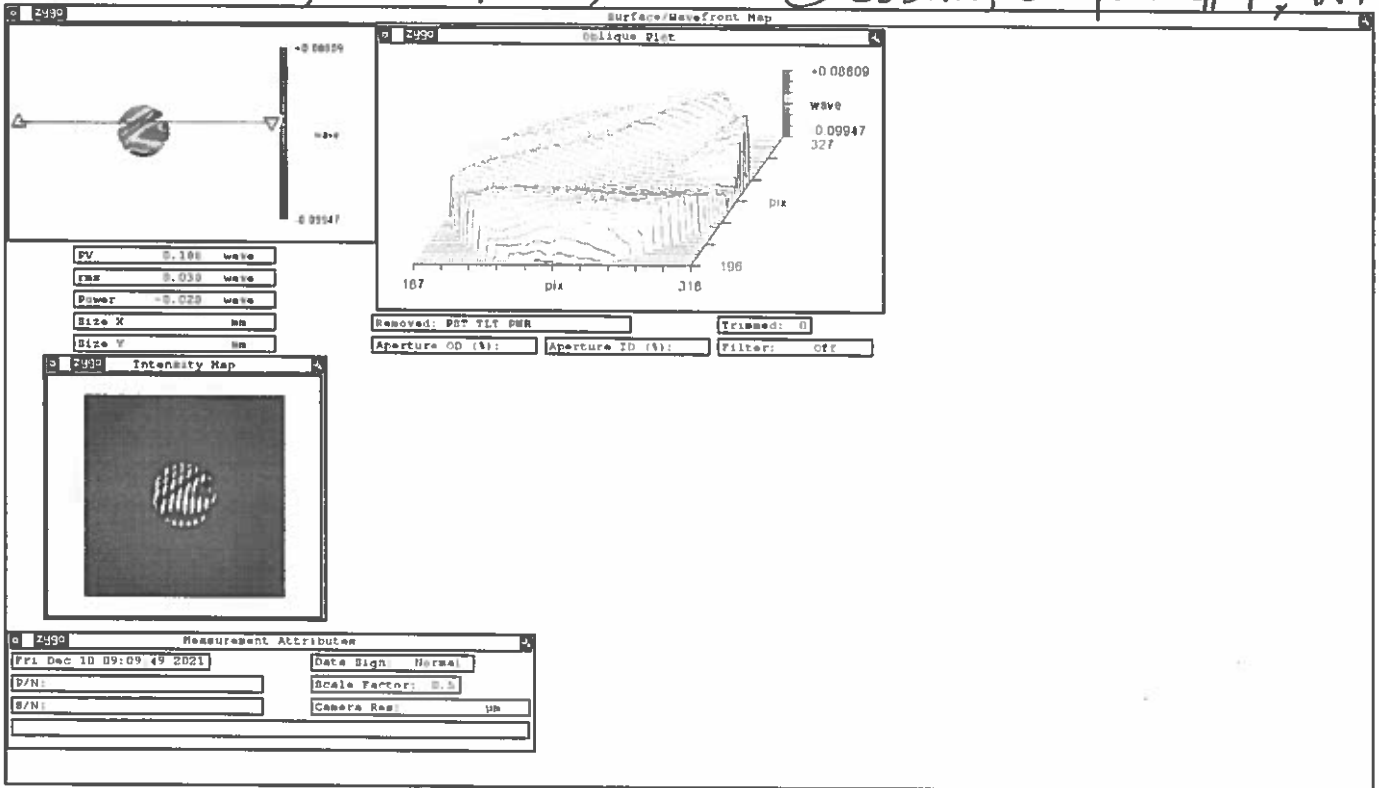 zygo
Surface/Wavefront Map
+0.08609
wave
-0.09947
zygo
Oblique Plot
+0.08609
wave
0.09947
327
pix
196
187
pix
318
PV wave
rms 0.030 wave
Power -0.020 wave
Size X mm
Size Y mm
Removed: PST TLT PWR
Trimmed: 0
Aperture OD (%):
Aperture ID (%):
Filter: Off
zygo
Intensity Map
zygo
Measurement Attributes
Fri Dec 10 09:09:49 2021
Data Sign: Normal
P/N:
Scale Factor: 0.5
S/N:
Camera Res: µm